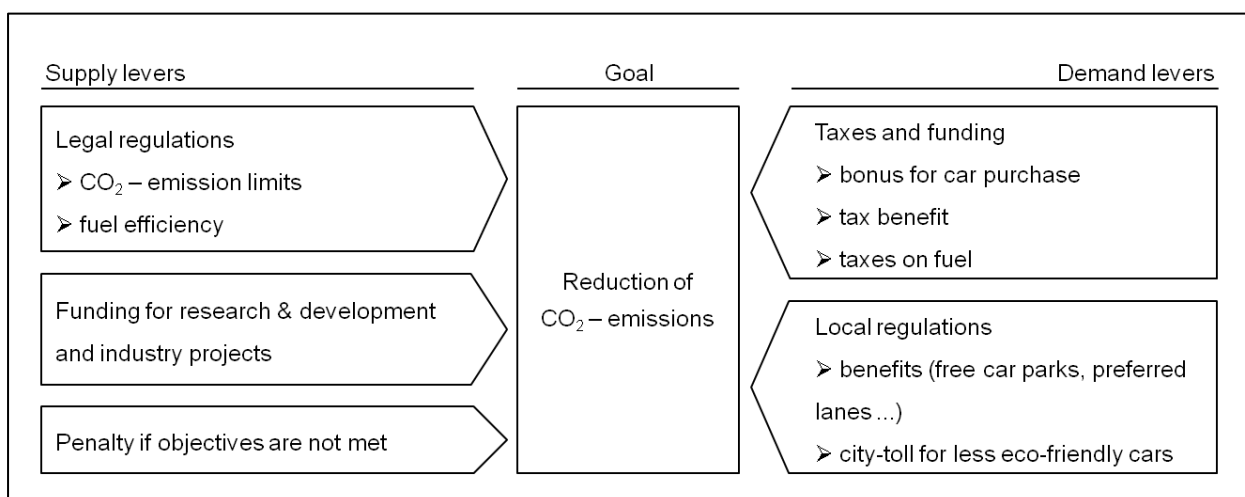 Supply levers
Goal
Demand levers
Legal regulations
➢ CO₂ – emission limits
➢ fuel efficiency
Funding for research & development
and industry projects
Penalty if objectives are not met
Reduction of
CO₂ – emissions
Taxes and funding
➢ bonus for car purchase
➢ tax benefit
➢ taxes on fuel
Local regulations
➢ benefits (free car parks, preferred
lanes ...)
➢ city-toll for less eco-friendly cars